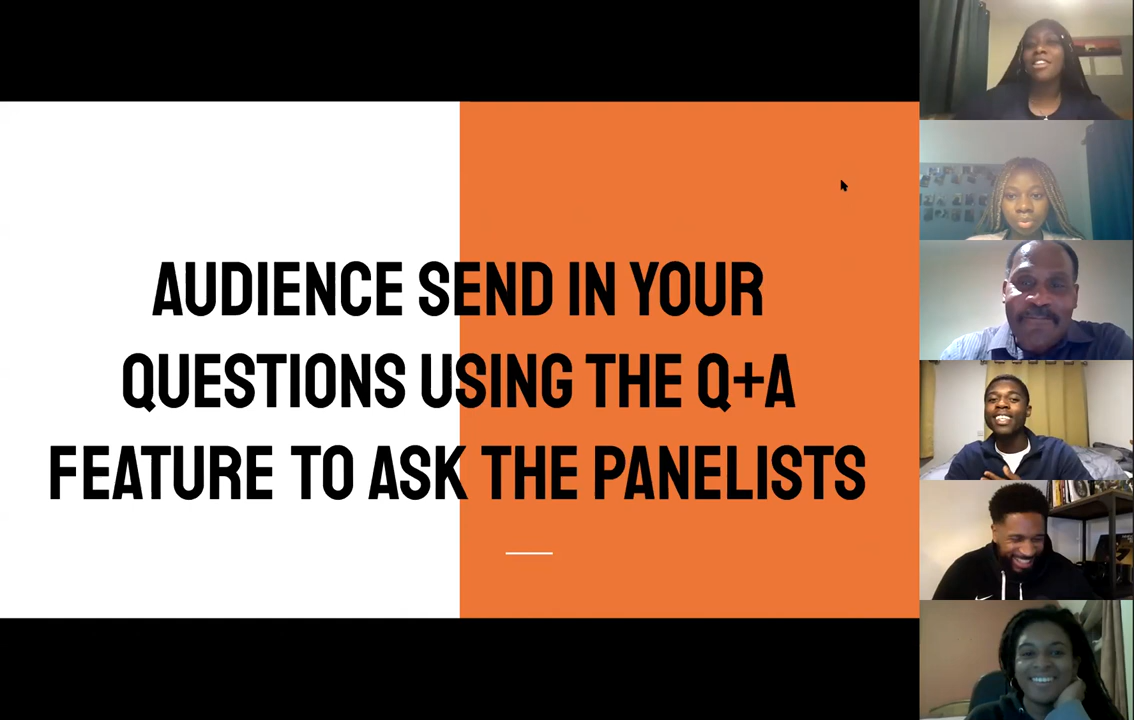 AUDIENCE SEND IN YOUR
QUESTIONS USING THE Q+A
FEATURE TO ASK THE PANELISTS